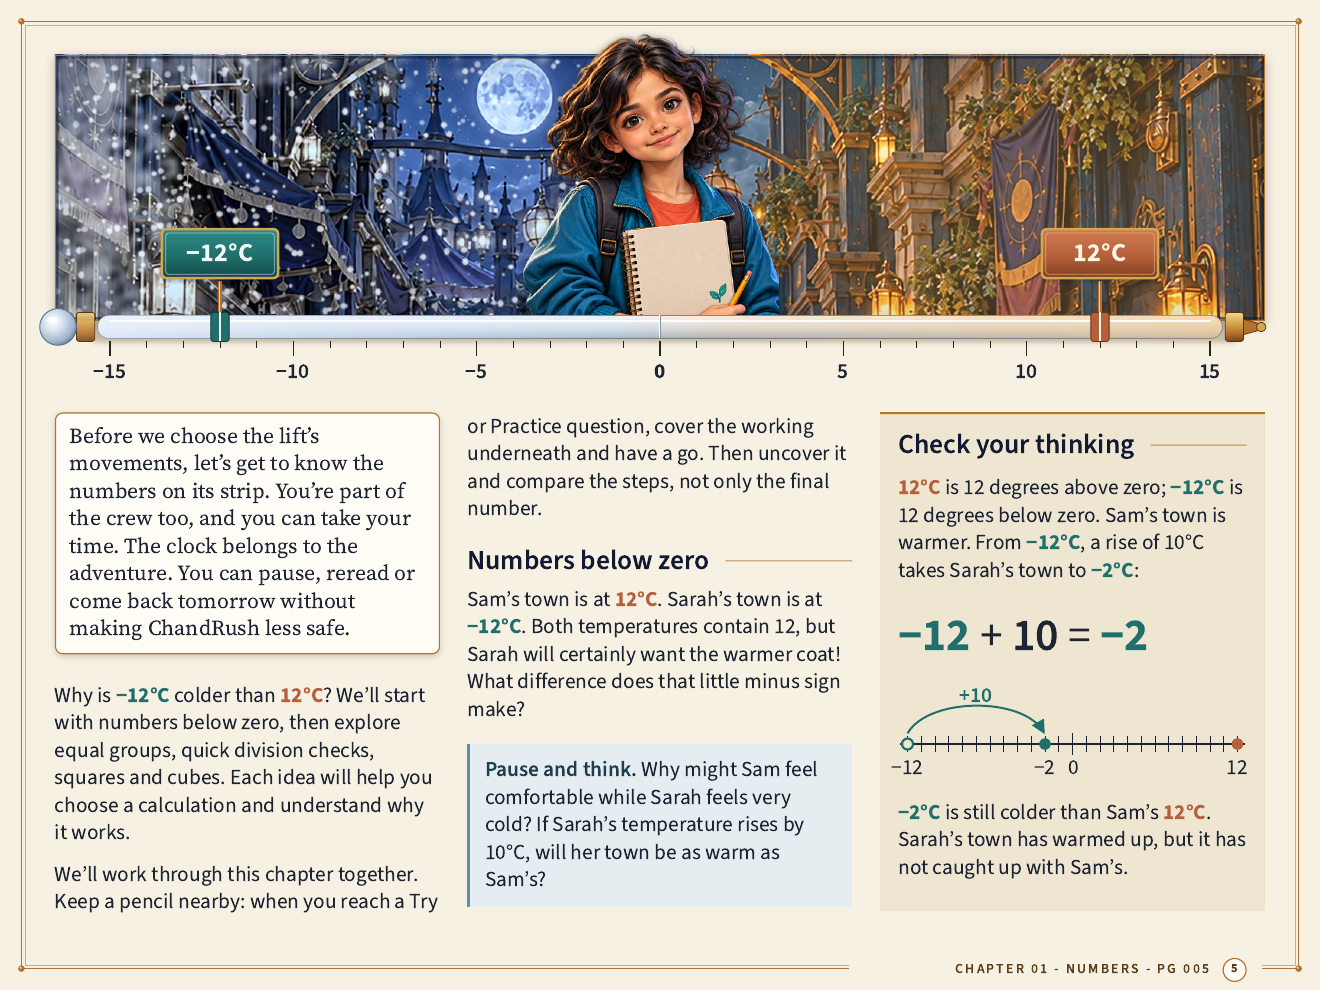 −12°C
12°C
−15 −10 −5 0 5 10 15
Before we choose the lift’s
movements, let’s get to know the
numbers on its strip. You’re part of
the crew too, and you can take your
time. The clock belongs to the
adventure. You can pause, reread or
come back tomorrow without
making ChandRush less safe.
Why is −12°C colder than 12°C? We’ll start
with numbers below zero, then explore
equal groups, quick division checks,
squares and cubes. Each idea will help you
choose a calculation and understand why
it works.
We’ll work through this chapter together.
Keep a pencil nearby: when you reach a Try
or Practice question, cover the working
underneath and have a go. Then uncover it
and compare the steps, not only the final
number.
Numbers below zero
Sam’s town is at 12°C. Sarah’s town is at
−12°C. Both temperatures contain 12, but
Sarah will certainly want the warmer coat!
What difference does that little minus sign
make?
Pause and think. Why might Sam feel
comfortable while Sarah feels very
cold? If Sarah’s temperature rises by
10°C, will her town be as warm as
Sam’s?
Check your thinking
12°C is 12 degrees above zero; −12°C is
12 degrees below zero. Sam’s town is
warmer. From −12°C, a rise of 10°C
takes Sarah’s town to −2°C:
−12 + 10 = −2
+10
−12 −2 0 12
−2°C is still colder than Sam’s 12°C.
Sarah’s town has warmed up, but it has
not caught up with Sam’s.
CHAPTER 01 - NUMBERS - PG 005 5